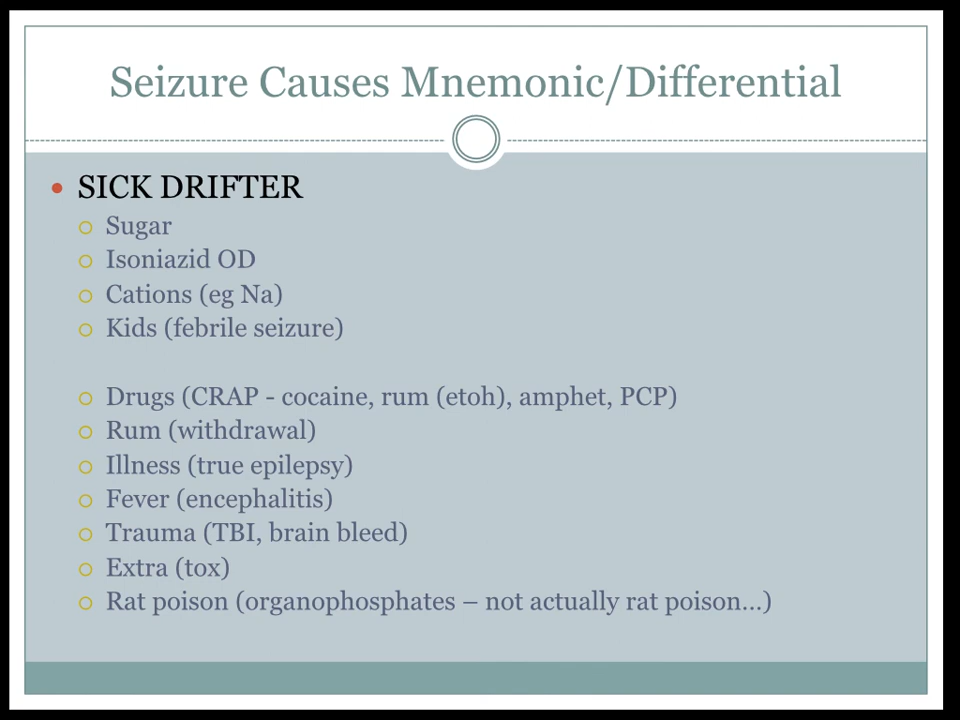 Seizure Causes Mnemonic/Differential
SICK DRIFTER
Sugar
Isoniazid OD
Cations (eg Na)
Kids (febrile seizure)
Drugs (CRAP - cocaine, rum (etoh), amphet, PCP)
Rum (withdrawal)
Illness (true epilepsy)
Fever (encephalitis)
Trauma (TBI, brain bleed)
Extra (tox)
Rat poison (organophosphates – not actually rat poison...)